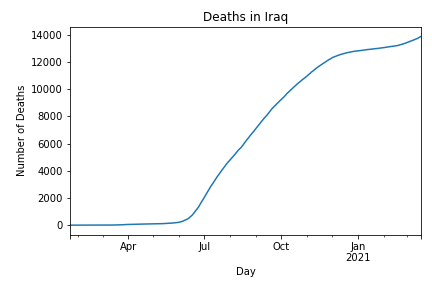 Deaths in Iraq
14000
12000
10000
8000
6000
4000
2000
0
Number of Deaths
Apr
Jul
Oct
Jan
2021
Day